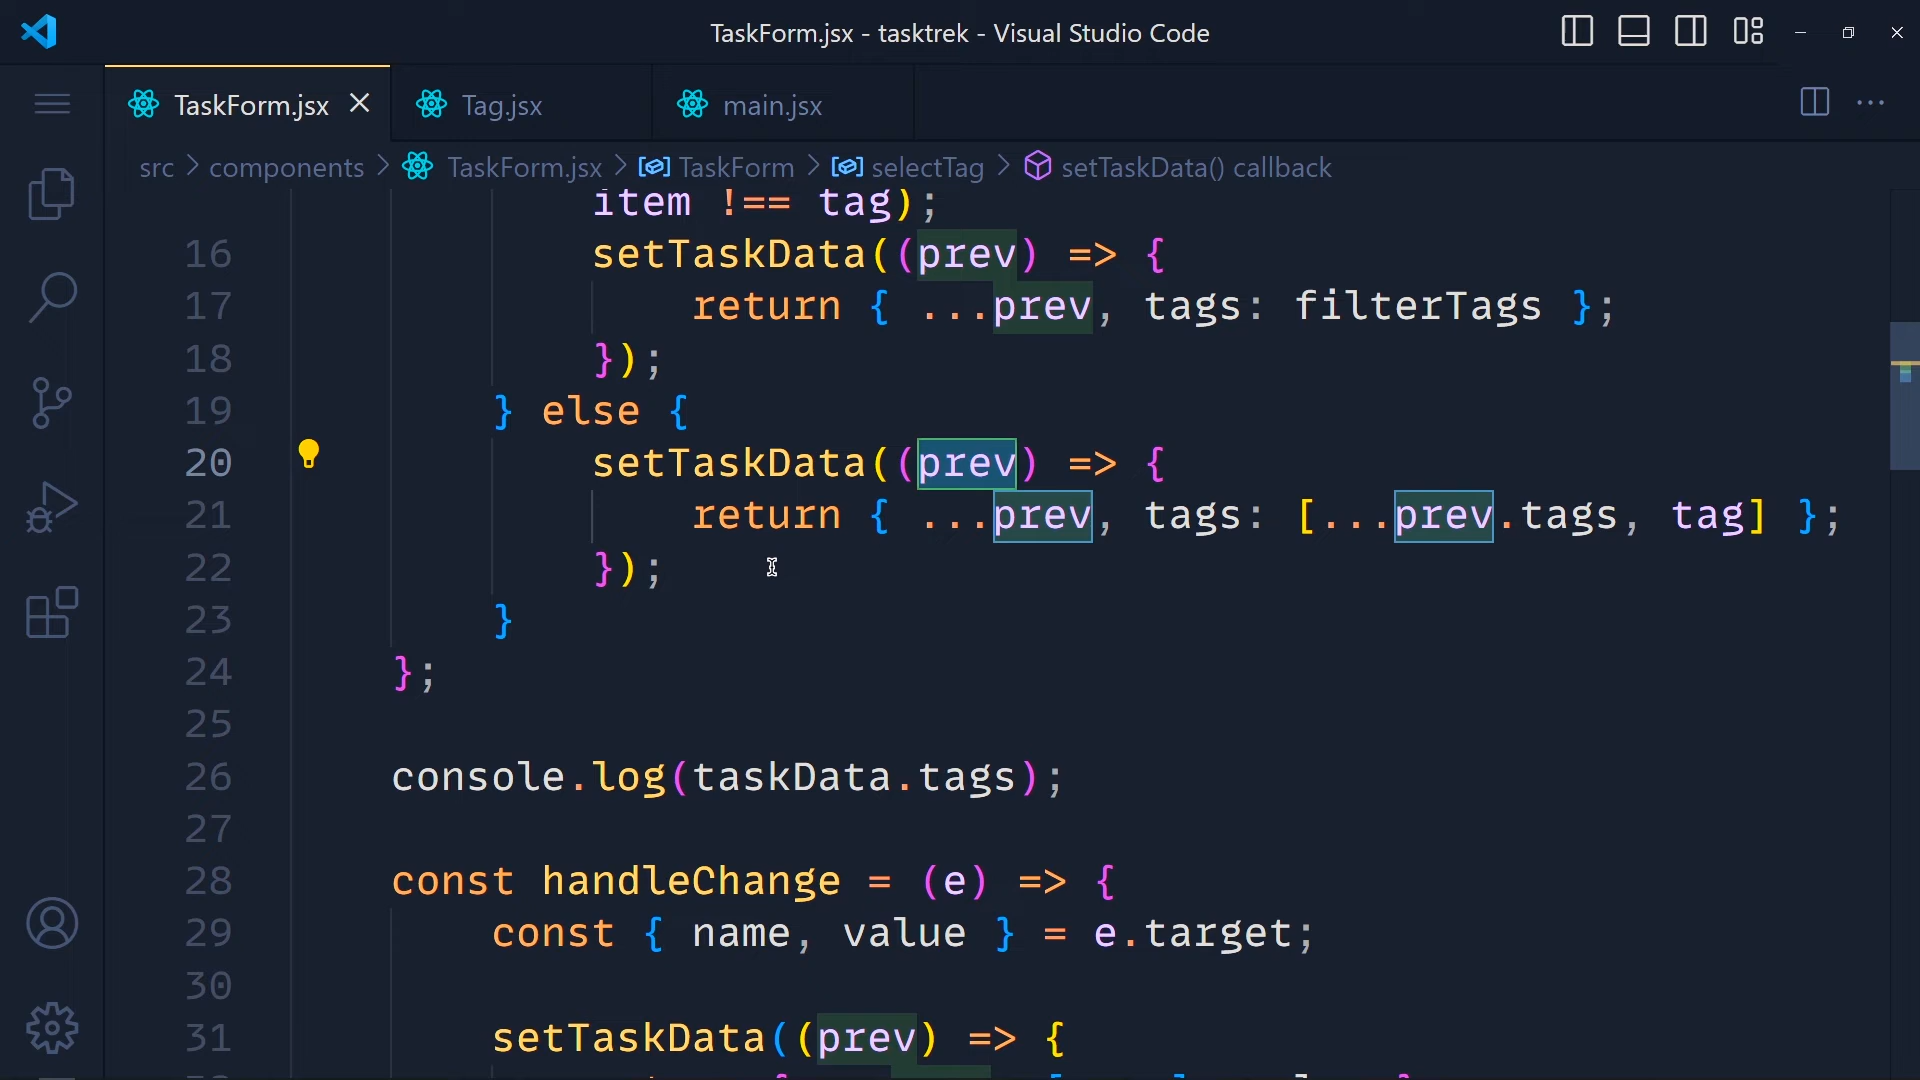 TaskForm.jsx - tasktrek - Visual Studio Code
TaskForm.jsx
Tag.jsx
main.jsx
src > components > TaskForm.jsx > TaskForm > selectTag > setTaskData() callback
item !== tag);
16 setTaskData((prev) => {
17 return { ...prev, tags: filterTags };
18 });
19 } else {
20 setTaskData((prev) => {
21 return { ...prev, tags: [...prev.tags, tag] };
22 });
23 }
24 };
25
26 console.log(taskData.tags);
27
28 const handleChange = (e) => {
29 const { name, value } = e.target;
30
31 setTaskData((prev) => {